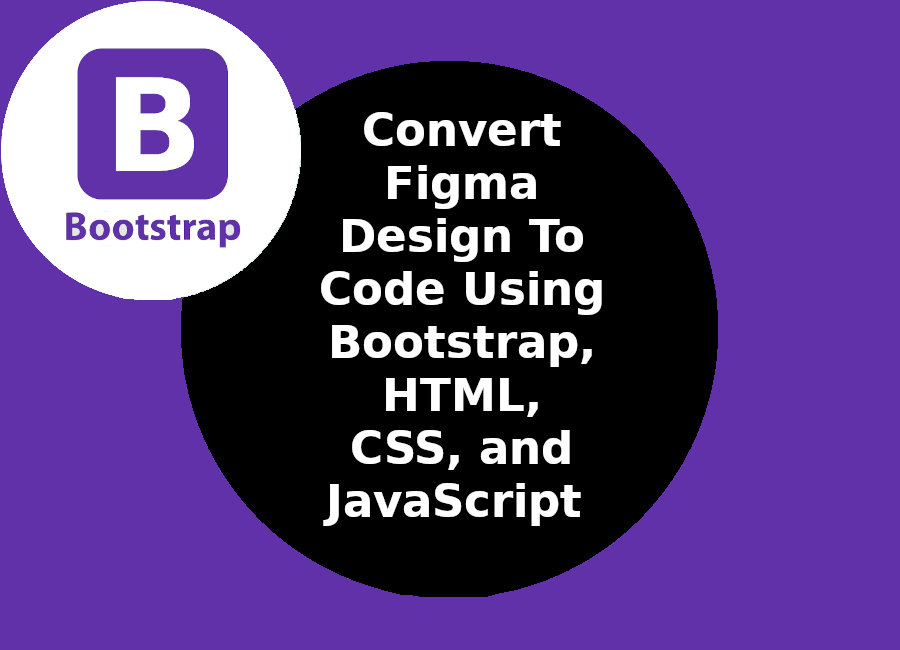 B
Bootstrap
Convert
Figma
Design To
Code Using
Bootstrap,
HTML,
CSS, and
JavaScript